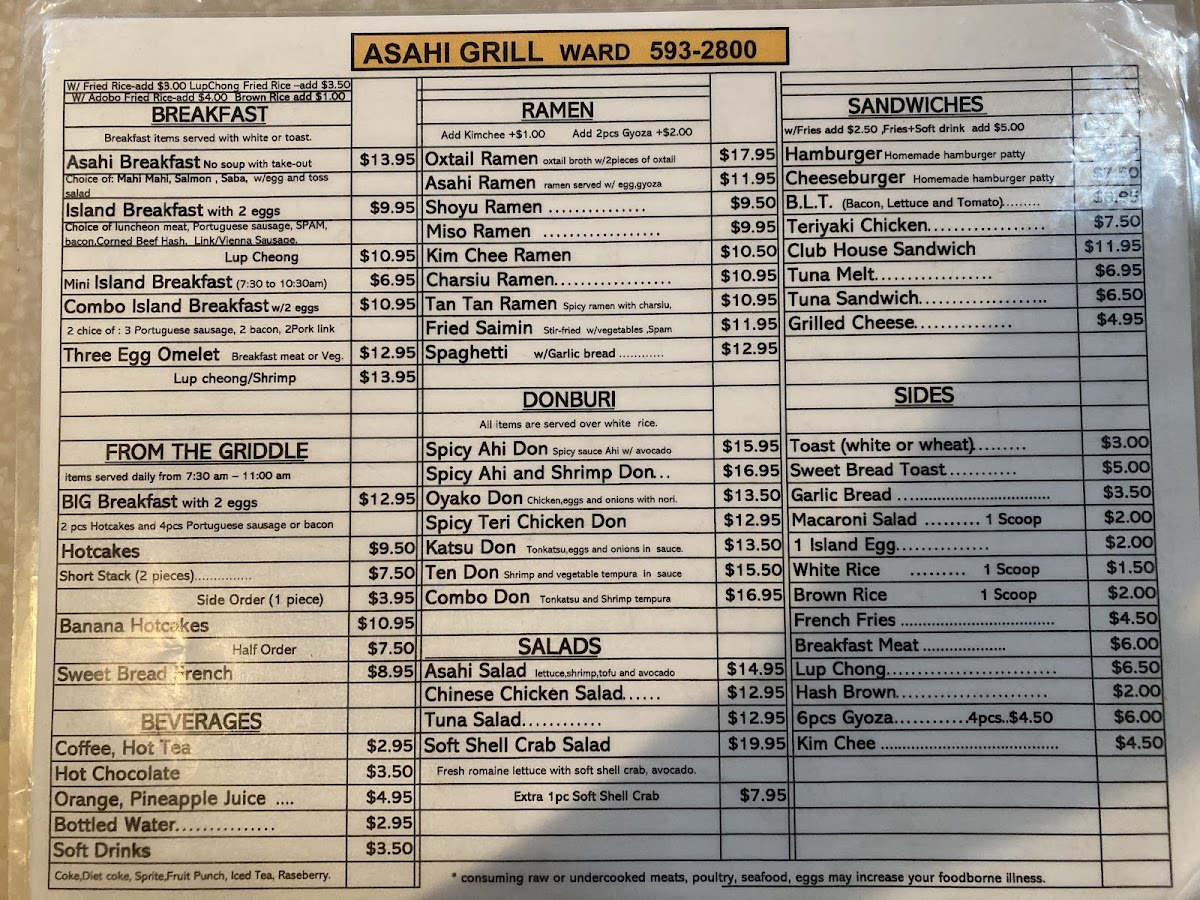 ASAHI GRILL WARD 593-2800
W/ Fried Rice-add $3.00 LupChong Fried Rice –add $3.50
W/ Adobo Fried Rice-add $4.00 Brown Rice add $1.00
BREAKFAST
Breakfast items served with white or toast.
Asahi Breakfast No soup with take-out $13.95
Choice of: Mahi Mahi, Salmon , Saba, w/egg and toss
salad
Island Breakfast with 2 eggs $9.95
Choice of luncheon meat, Portuguese sausage, SPAM,
bacon,Corned Beef Hash, Link/Vienna Sausage.
Lup Cheong $10.95
Mini Island Breakfast (7:30 to 10:30am) $6.95
Combo Island Breakfast w/2 eggs $10.95
2 chice of : 3 Portuguese sausage, 2 bacon, 2Pork link
Three Egg Omelet Breakfast meat or Veg. $12.95
Lup cheong/Shrimp $13.95
FROM THE GRIDDLE
items served daily from 7:30 am – 11:00 am
BIG Breakfast with 2 eggs $12.95
2 pcs Hotcakes and 4pcs Portuguese sausage or bacon
Hotcakes $9.50
Short Stack (2 pieces)............... $7.50
Side Order (1 piece) $3.95
Banana Hotcakes $10.95
Half Order $7.50
Sweet Bread French $8.95
BEVERAGES
Coffee, Hot Tea $2.95
Hot Chocolate $3.50
Orange, Pineapple Juice .... $4.95
Bottled Water............... $2.95
Soft Drinks $3.50
Coke,Diet coke, Sprite,Fruit Punch, Iced Tea, Raseberry.
RAMEN
Add Kimchee +$1.00 Add 2pcs Gyoza +$2.00
Oxtail Ramen oxtail broth w/2pieces of oxtail $17.95
Asahi Ramen ramen served w/ egg,gyoza $11.95
Shoyu Ramen ............... $9.50
Miso Ramen .................. $9.95
Kim Chee Ramen $10.50
Charsiu Ramen.................. $10.95
Tan Tan Ramen Spicy ramen with charslu, $10.95
Fried Saimin Stir-fried w/vegetables ,Spam $11.95
Spaghetti w/Garlic bread ............ $12.95
DONBURI
All items are served over white rice.
Spicy Ahi Don Spicy sauce Ahi w/ avocado $15.95
Spicy Ahi and Shrimp Don... $16.95
Oyako Don Chicken,eggs and onions with nori. $13.50
Spicy Teri Chicken Don $12.95
Katsu Don Tonkatsu,eggs and onions in sauce. $13.50
Ten Don Shrimp and vegetable tempura in sauce $15.50
Combo Don Tonkatsu and Shrimp tempura $16.95
SALADS
Asahi Salad lettuce,shrimp,tofu and avocado $14.95
Chinese Chicken Salad...... $12.95
Tuna Salad............ $12.95
Soft Shell Crab Salad $19.95
Fresh romaine lettuce with soft shell crab, avocado.
Extra 1pc Soft Shell Crab $7.95
SANDWICHES
w/Fries add $2.50 ,Fries+Soft drink add $5.00
Hamburger Homemade hamburger patty
Cheeseburger Homemade hamburger patty $7.50
B.L.T. (Bacon, Lettuce and Tomato).........
Teriyaki Chicken.................. $7.50
Club House Sandwich $11.95
Tuna Melt.................. $6.95
Tuna Sandwich.................... $6.50
Grilled Cheese............... $4.95
SIDES
Toast (white or wheat)......... $3.00
Sweet Bread Toast........... $5.00
Garlic Bread .................................... $3.50
Macaroni Salad ......... 1 Scoop $2.00
1 Island Egg............... $2.00
White Rice ......... 1 Scoop $1.50
Brown Rice 1 Scoop $2.00
French Fries .................................... $4.50
Breakfast Meat .................... $6.00
Lup Chong........................... $6.50
Hash Brown........................ $2.00
6pcs Gyoza............4pcs..$4.50 $6.00
Kim Chee .......................................... $4.50
* consuming raw or undercooked meats, poultry, seafood, eggs may increase your foodborne illness.